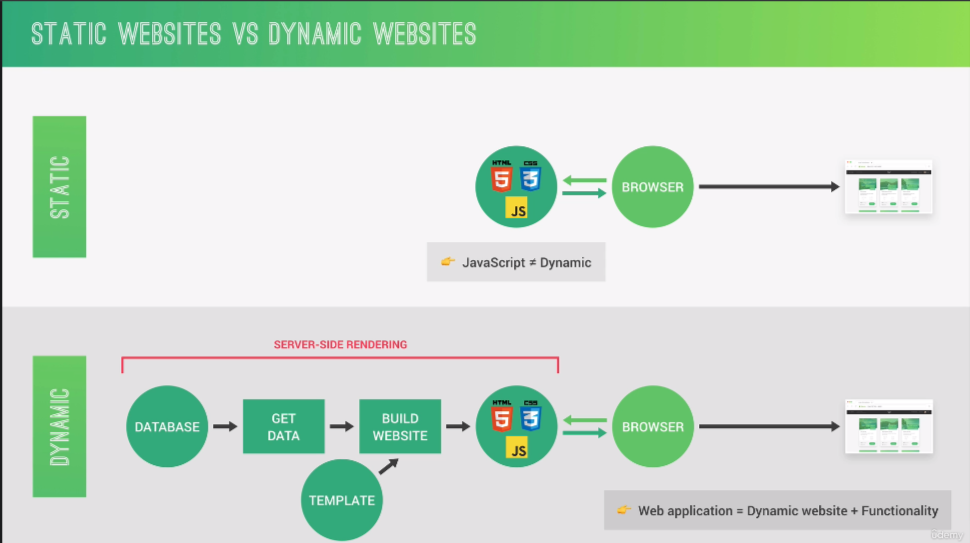 STATIC WEBSITES VS DYNAMIC WEBSITES
STATIC
HTML
5
CSS
3
JS
BROWSER
👉 JavaScript ≠ Dynamic
DYNAMIC
SERVER-SIDE RENDERING
DATABASE
GET
DATA
BUILD
WEBSITE
TEMPLATE
HTML
5
CSS
3
JS
BROWSER
👉 Web application = Dynamic website + Functionality
Udemy